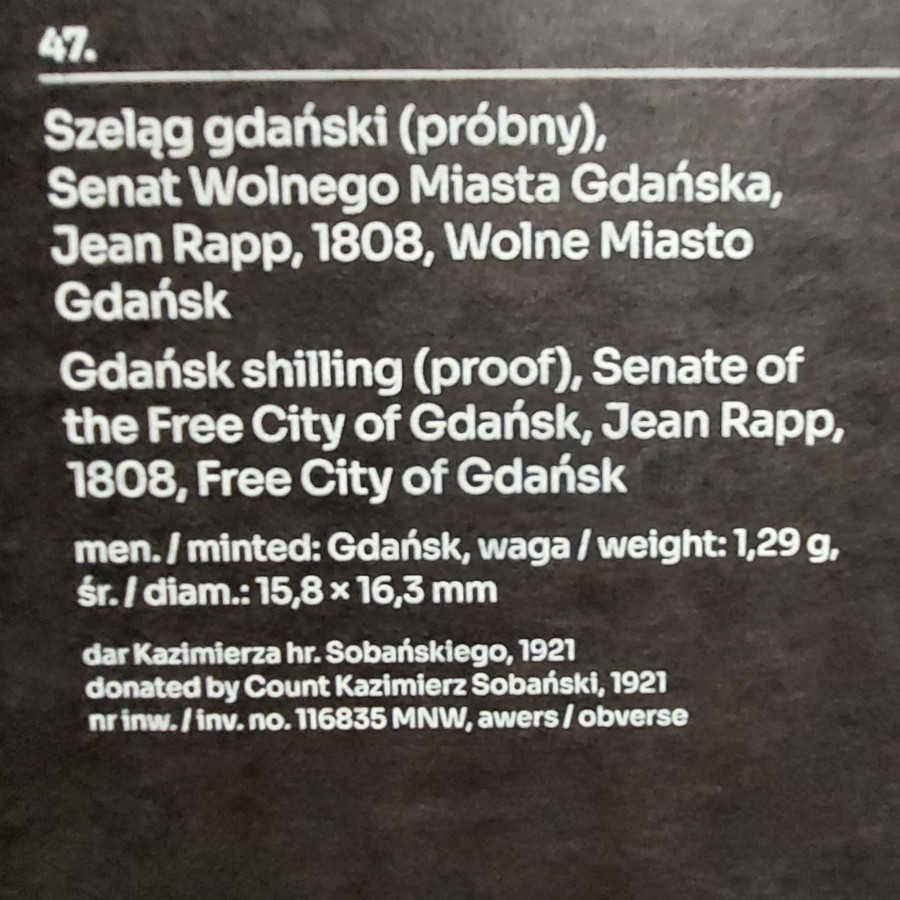 47.
Szeląg gdański (próbny),
Senat Wolnego Miasta Gdańska,
Jean Rapp, 1808, Wolne Miasto
Gdańsk
Gdańsk shilling (proof), Senate of
the Free City of Gdańsk, Jean Rapp,
1808, Free City of Gdańsk
men. / minted: Gdańsk, waga / weight: 1,29 g,
śr. / diam.: 15,8 × 16,3 mm
dar Kazimierza hr. Sobańskiego, 1921
donated by Count Kazimierz Sobański, 1921
nr inw. / inv. no. 116835 MNW, awers / obverse